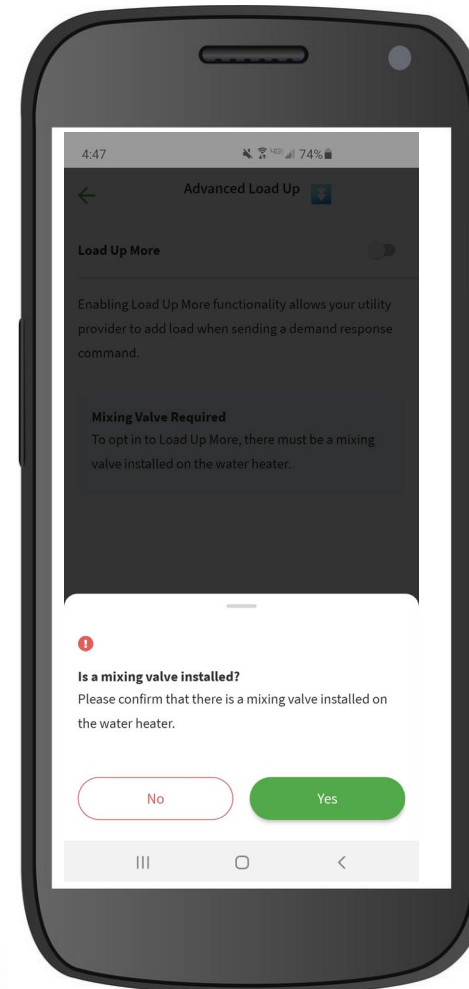 4:47 4G 74%
Advanced Load Up
Load Up More
Enabling Load Up More functionality allows your utility
provider to add load when sending a demand response
command.
Mixing Valve Required
To opt in to Load Up More, there must be a mixing
valve installed on the water heater.
Is a mixing valve installed?
Please confirm that there is a mixing valve installed on
the water heater.
No Yes